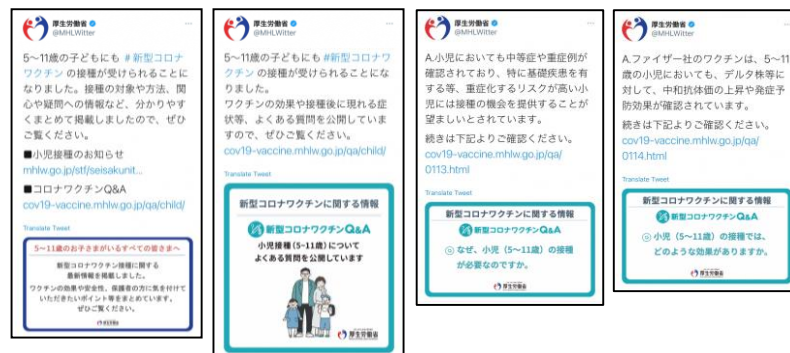 厚生労働省
@MHLWitter
5〜11歳の子どもにも #新型コロナ
ワクチン の接種が受けられることに
なりました。接種の対象や方法、関
心や疑問への情報など、分かりやす
くまとめて掲載しましたので、ぜひ
ご覧ください。
■小児接種のお知らせ
mhlw.go.jp/stf/seisakunit...
■コロナワクチンQ&A
cov19-vaccine.mhlw.go.jp/qa/child/
Translate Tweet
5〜11歳のお子さまがいるすべての皆さまへ
新型コロナワクチン接種に関する
最新情報を掲載しました。
ワクチンの効果や安全性、保護者の方に気を付けて
いただきたいポイント等をまとめています。
ぜひご覧ください。
厚生労働省
厚生労働省
@MHLWitter
5〜11歳の子どもにも #新型コロナワ
クチン の接種が受けられることにな
りました。
ワクチンの効果や接種後に現れる症
状等、よくある質問を公開していま
すので、ぜひご覧ください。
cov19-vaccine.mhlw.go.jp/qa/child/
Translate Tweet
新型コロナワクチンに関する情報
新型コロナワクチンQ&A
小児接種(5-11歳)について
よくある質問を公開しています
厚生労働省
厚生労働省
@MHLWitter
A.小児においても中等症や重症例が
確認されており、特に基礎疾患を有
する等、重症化するリスクが高い小
児には接種の機会を提供することが
望ましいとされています。
続きは下記よりご確認ください。
cov19-vaccine.mhlw.go.jp/qa/
0113.html
Translate Tweet
新型コロナワクチンに関する情報
新型コロナワクチンQ&A
Q なぜ、小児(5〜11歳)の接種
が必要なのですか。
厚生労働省
厚生労働省
@MHLWitter
A.ファイザー社のワクチンは、5〜11
歳の小児においても、デルタ株等に
対して、中和抗体価の上昇や発症予
防効果が確認されています。
続きは下記よりご確認ください。
cov19-vaccine.mhlw.go.jp/qa/
0114.html
Translate Tweet
新型コロナワクチンに関する情報
新型コロナワクチンQ&A
Q 小児(5〜11歳)の接種では、
どのような効果がありますか。
厚生労働省